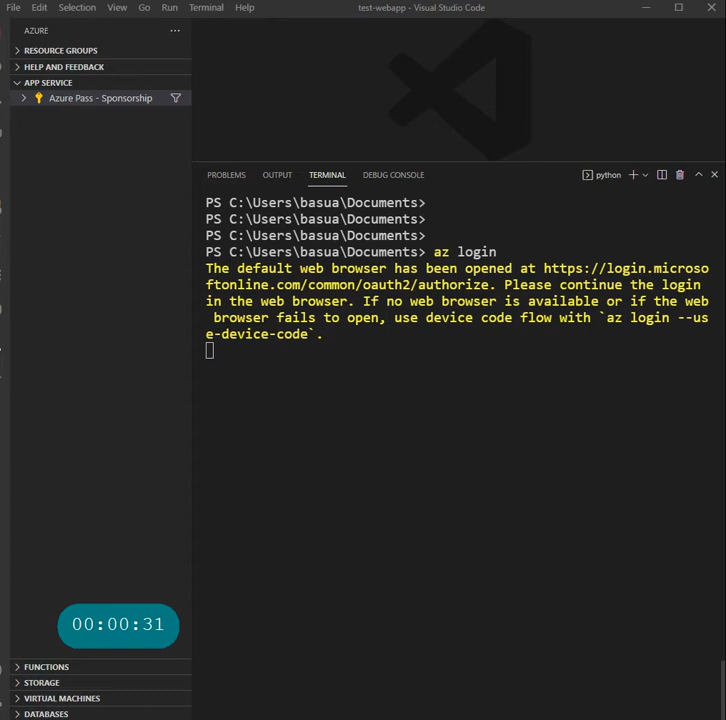 File Edit Selection View Go Run Terminal Help test-webapp - Visual Studio Code
AZURE
RESOURCE GROUPS
HELP AND FEEDBACK
APP SERVICE
Azure Pass - Sponsorship
PROBLEMS OUTPUT TERMINAL DEBUG CONSOLE python
PS C:\Users\basua\Documents>
PS C:\Users\basua\Documents>
PS C:\Users\basua\Documents>
PS C:\Users\basua\Documents> az login
The default web browser has been opened at https://login.microso
ftonline.com/common/oauth2/authorize. Please continue the login
in the web browser. If no web browser is available or if the web
browser fails to open, use device code flow with `az login --us
e-device-code`.
00:00:31
FUNCTIONS
STORAGE
VIRTUAL MACHINES
DATABASES